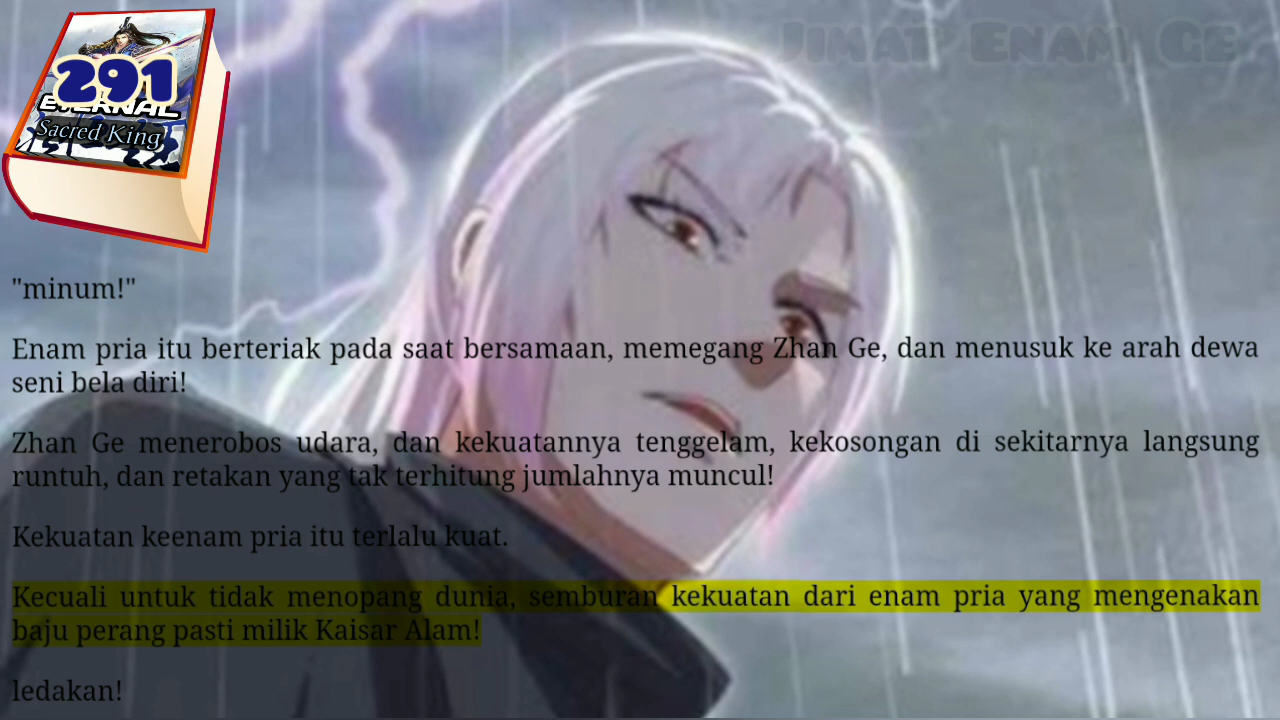 291
ETERNAL
Sacred King
JIMAT ENAM GE
"minum!"
Enam pria itu berteriak pada saat bersamaan, memegang Zhan Ge, dan menusuk ke arah dewa
seni bela diri!
Zhan Ge menerobos udara, dan kekuatannya tenggelam, kekosongan di sekitarnya langsung
runtuh, dan retakan yang tak terhitung jumlahnya muncul!
Kekuatan keenam pria itu terlalu kuat.
Kecuali untuk tidak menopang dunia, semburan kekuatan dari enam pria yang mengenakan
baju perang pasti milik Kaisar Alam!
ledakan!